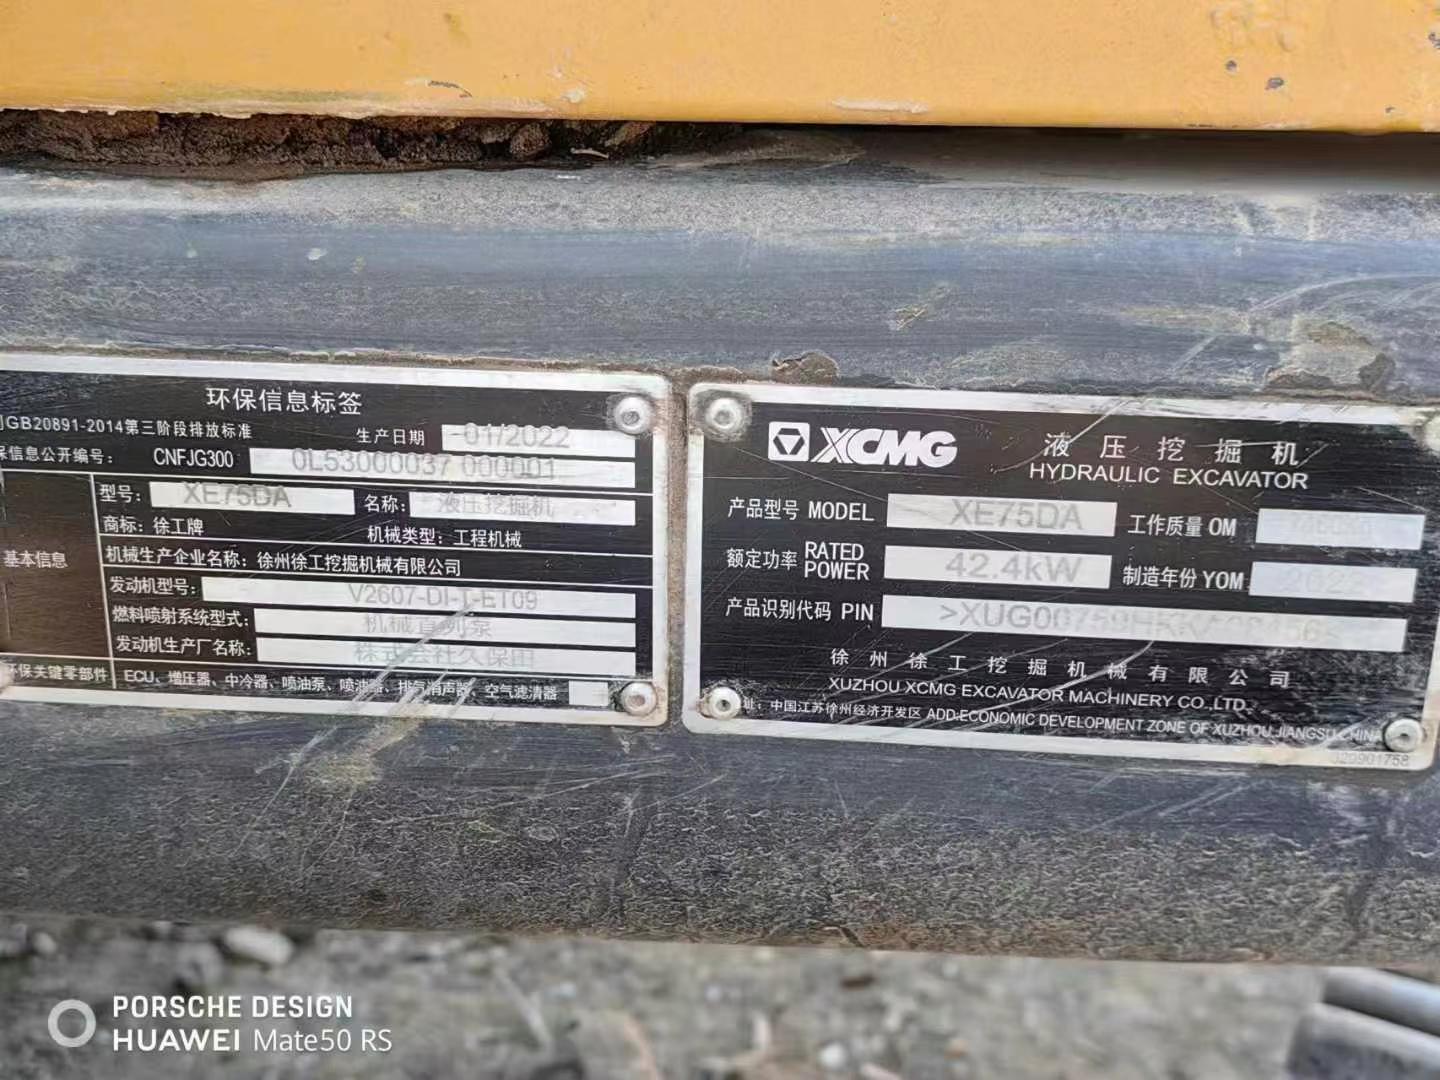 环保信息标签
GB20891-2014第三阶段排放标准
生产日期 -01/2022
保信息公开编号: CNFJG300 0L53000037 000001
基本信息
型号: XE75DA 名称: 液压挖掘机
商标: 徐工牌 机械类型: 工程机械
机械生产企业名称: 徐州徐工挖掘机械有限公司
发动机型号: V2607-DI-T-ET09
燃料喷射系统型式: 机械直列泵
发动机生产厂名称: 株式会社久保田
环保关键零部件 ECU、增压器、中冷器、喷油泵、喷油器、排气消声器、空气滤清器
XCMG 液压挖掘机
HYDRAULIC EXCAVATOR
产品型号 MODEL XE75DA 工作质量 OM
额定功率 RATED POWER 42.4kW 制造年份 YOM 2022
产品识别代码 PIN
徐州徐工挖掘机械有限公司
XUZHOU XCMG EXCAVATOR MACHINERY CO.,LTD.
址: 中国江苏徐州经济开发区 ADD:ECONOMIC DEVELOPMENT ZONE OF XUZHOU,JIANGSU,CHINA
320901758
PORSCHE DESIGN
HUAWEI Mate50 RS